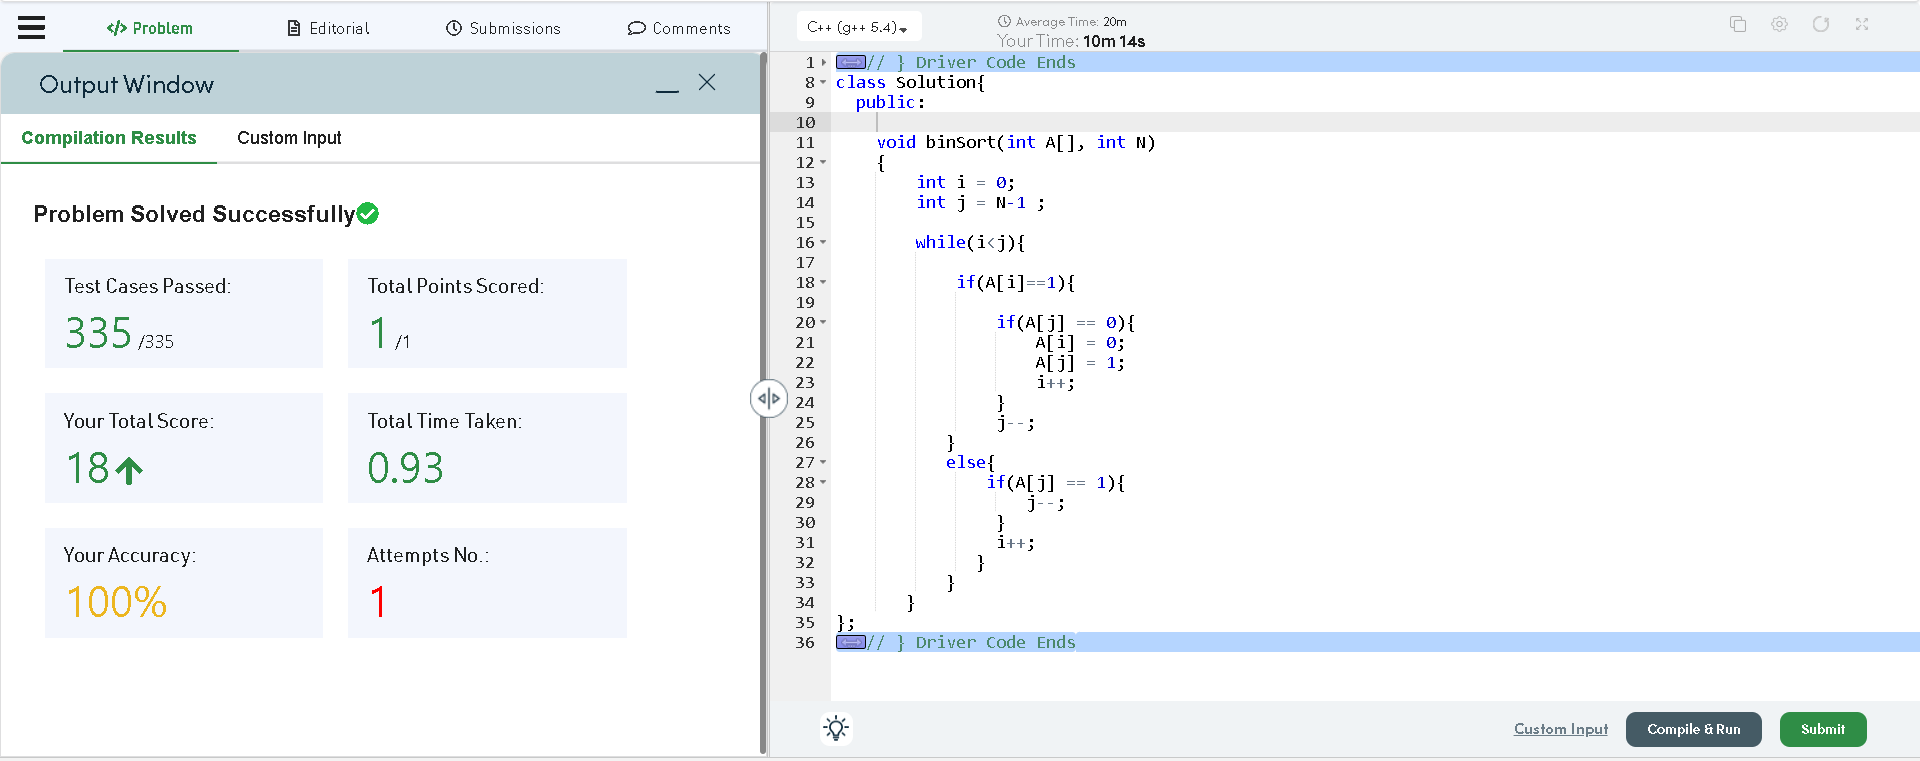 </> Problem
Editorial
Submissions
Comments
Output Window
Compilation Results
Custom Input
Problem Solved Successfully
Test Cases Passed:
335 /335
Total Points Scored:
1 /1
Your Total Score:
18
Total Time Taken:
0.93
Your Accuracy:
100%
Attempts No.:
1
C++ (g++ 5.4)
Average Time: 20m
Your Time: 10m 14s
1 // } Driver Code Ends
8 class Solution{
9 public:
10
11 void binSort(int A[], int N)
12 {
13 int i = 0;
14 int j = N-1 ;
15
16 while(i<j){
17
18 if(A[i]==1){
19
20 if(A[j] == 0){
21 A[i] = 0;
22 A[j] = 1;
23 i++;
24 }
25 j--;
26 }
27 else{
28 if(A[j] == 1){
29 j--;
30 }
31 i++;
32 }
33 }
34 }
35 };
36 // } Driver Code Ends
Custom Input
Compile & Run
Submit